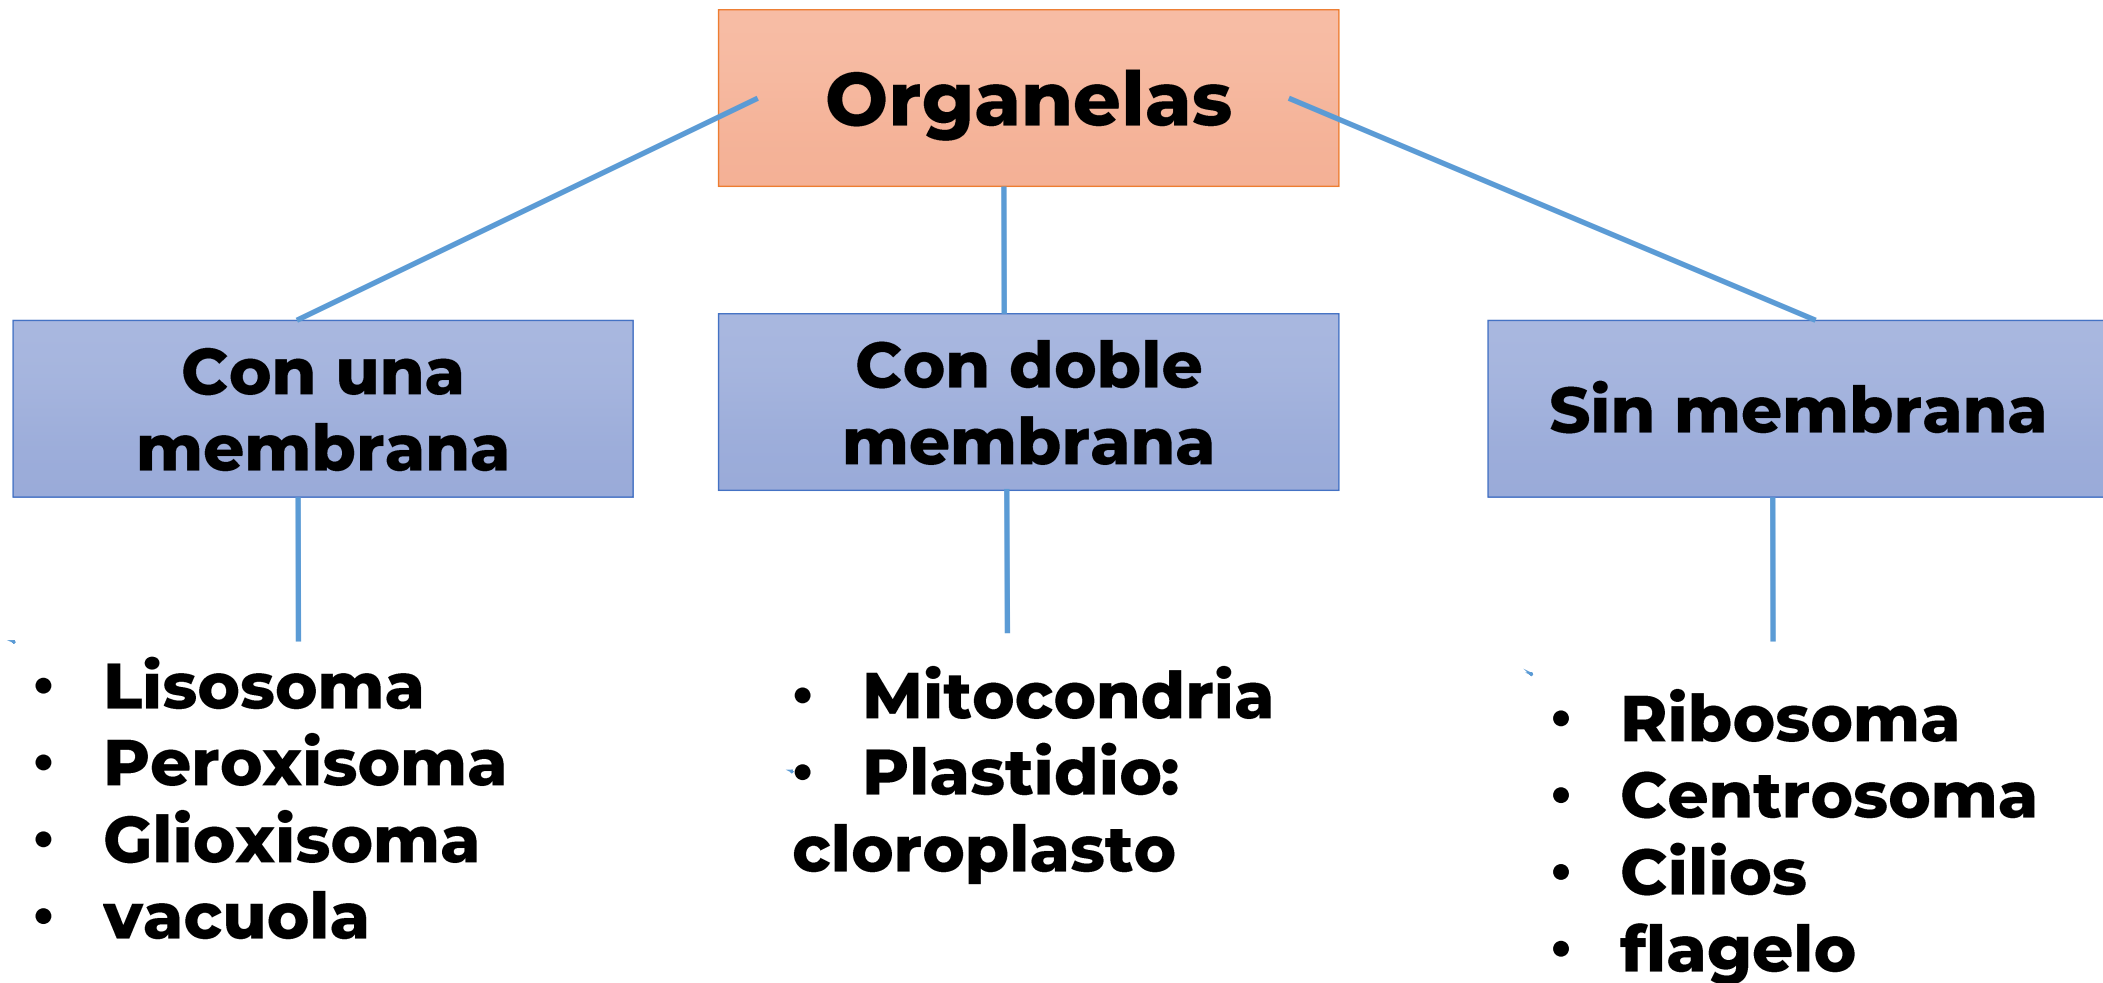 Organelas
Con una
membrana
Con doble
membrana
Sin membrana
• Lisosoma
• Peroxisoma
• Glioxisoma
• vacuola
• Mitocondria
• Plastidio:
cloroplasto
• Ribosoma
• Centrosoma
• Cilios
• flagelo